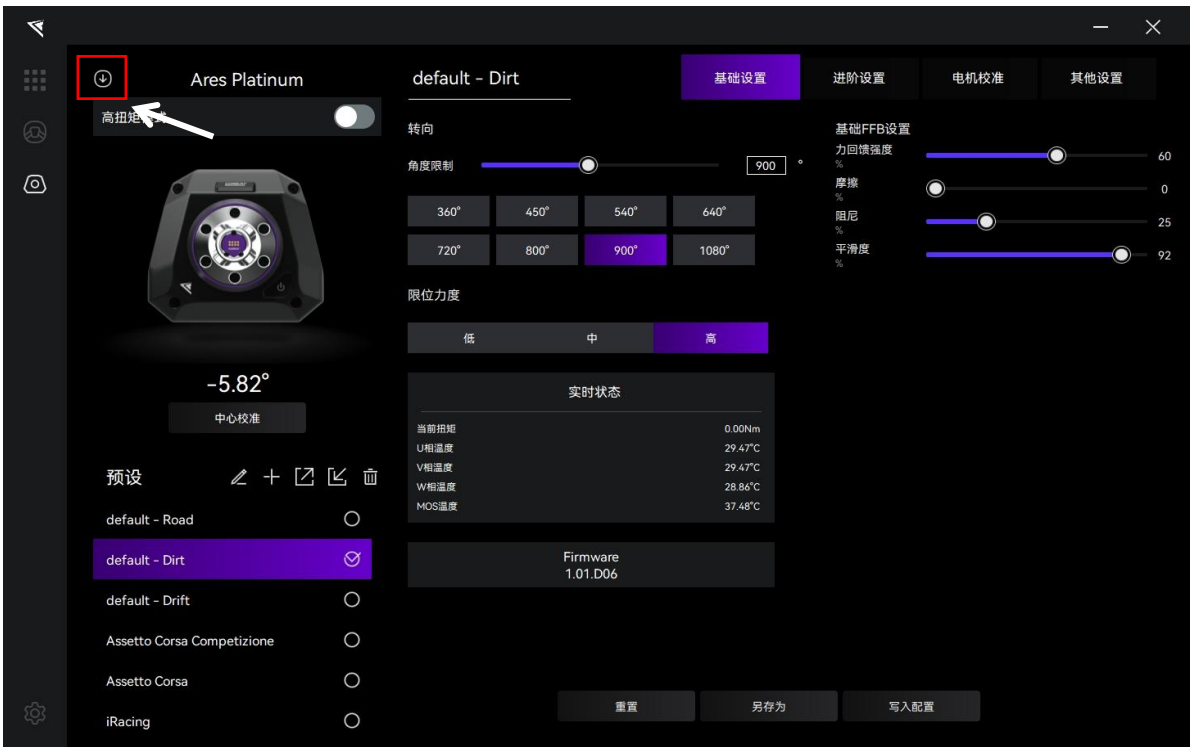 Ares Platinum
default - Dirt
基础设置
进阶设置
电机校准
其他设置
高扭矩
转向
角度限制
900 °
360°
450°
540°
640°
720°
800°
900°
1080°
限位力度
低
中
高
基础FFB设置
力回馈强度
%
60
摩擦
%
0
阻尼
%
25
平滑度
%
92
-5.82°
中心校准
实时状态
当前扭矩 0.00Nm
U相温度 29.47°C
V相温度 29.47°C
W相温度 28.86°C
MOS温度 37.48°C
Firmware
1.01.D06
预设
default - Road
default - Dirt
default - Drift
Assetto Corsa Competizione
Assetto Corsa
iRacing
重置
另存为
写入配置